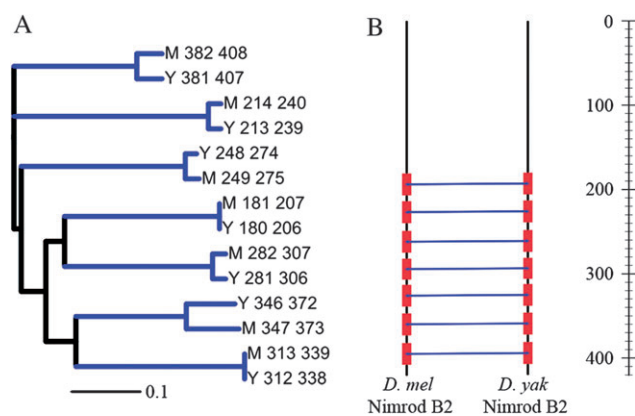 A
M 382 408
Y 381 407
M 214 240
Y 213 239
Y 248 274
M 249 275
M 181 207
Y 180 206
M 282 307
Y 281 306
Y 346 372
M 347 373
M 313 339
Y 312 338
0.1
B
0
100
200
300
400
D. mel D. yak
Nimrod B2 Nimrod B2